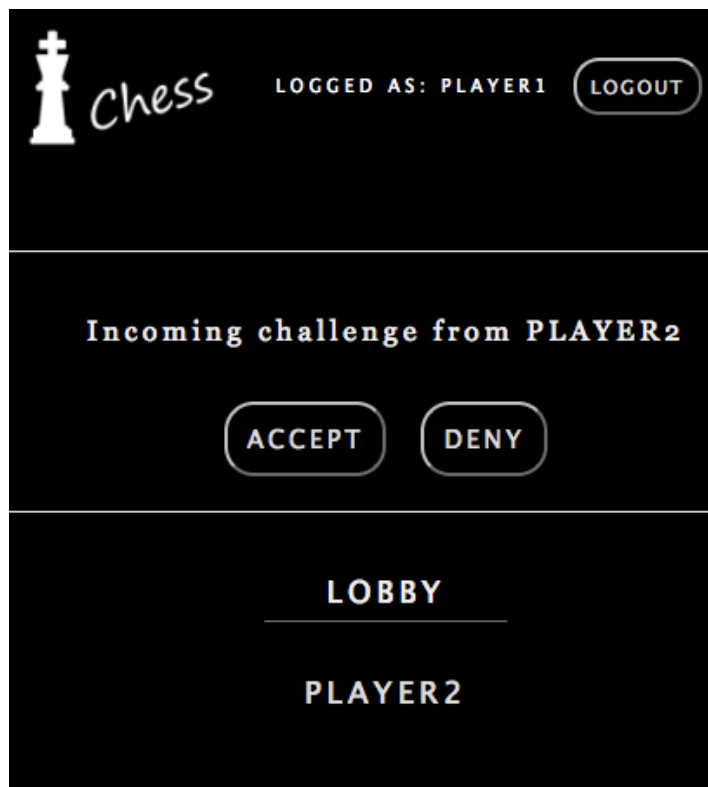 Chess
LOGGED AS: PLAYER1
LOGOUT
Incoming challenge from PLAYER2
ACCEPT
DENY
LOBBY
PLAYER2